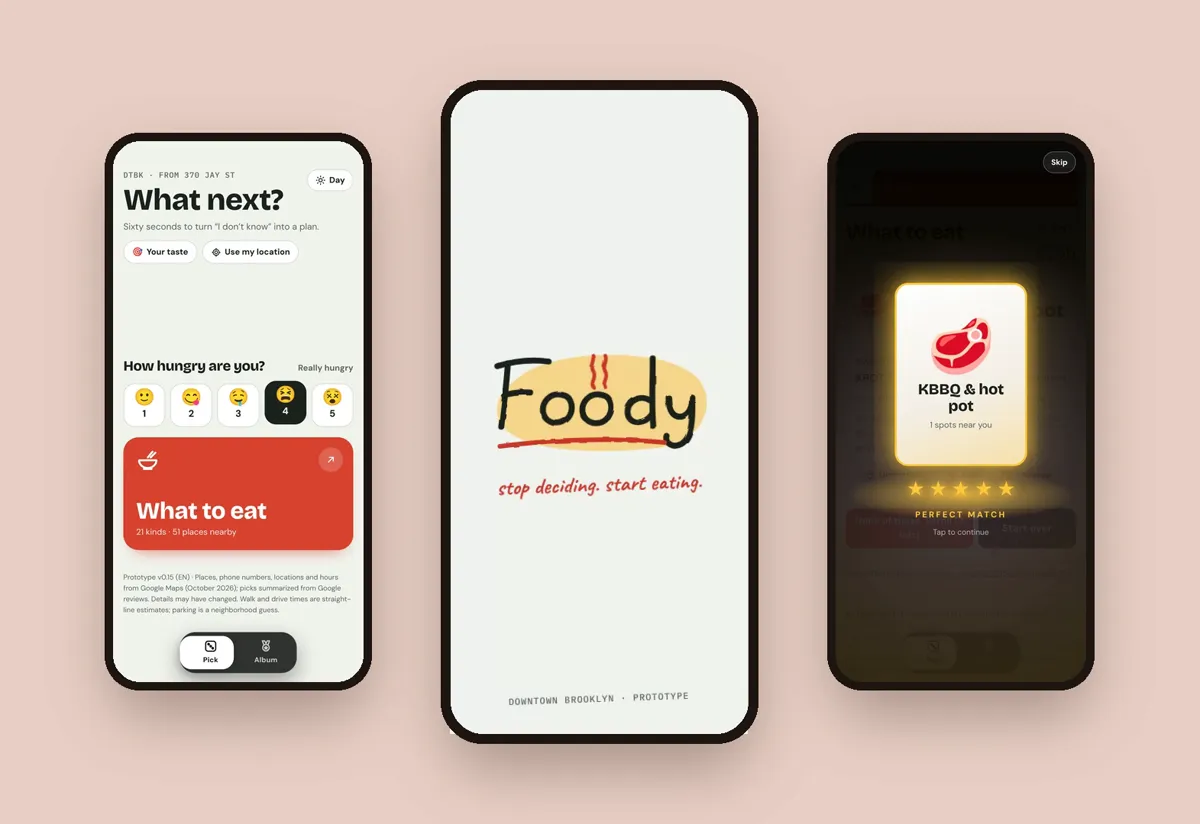 DTBK · FROM 370 JAY ST
Day
What next?
Sixty seconds to turn “I don’t know” into a plan.
Your taste
Use my location
How hungry are you?
Really hungry
1
2
3
4
5
What to eat
21 kinds · 51 places nearby
Prototype v0.15 (EN) · Places, phone numbers, locations and hours
from Google Maps (October 2026); picks summarized from Google
reviews. Details may have changed. Walk and drive times are straight-
line estimates; parking is a neighborhood guess.
Pick
Album
Foody
stop deciding. start eating.
DOWNTOWN BROOKLYN · PROTOTYPE
Skip
What to eat
KBBQ & hot
pot
1 spots near you
PERFECT MATCH
Tap to continue